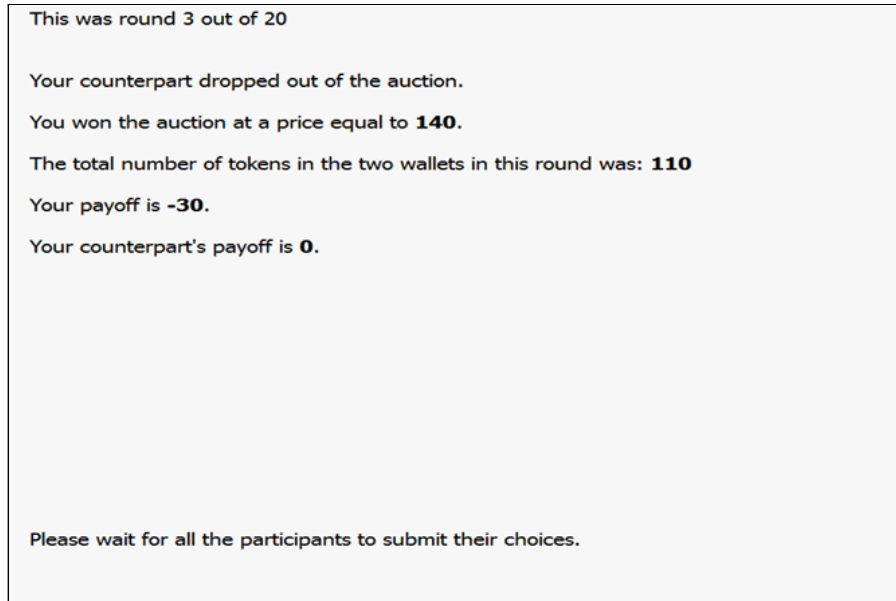 This was round 3 out of 20
Your counterpart dropped out of the auction.
You won the auction at a price equal to 140.
The total number of tokens in the two wallets in this round was: 110
Your payoff is -30.
Your counterpart's payoff is 0.
Please wait for all the participants to submit their choices.